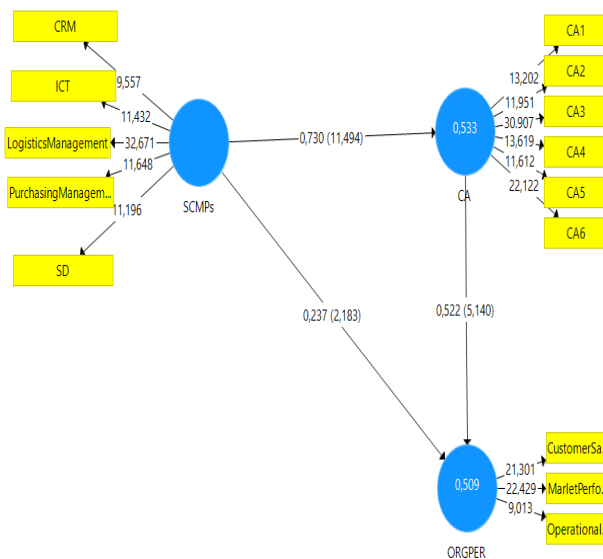 CRM
9,557
ICT
11,432
LogisticsManagement
32,671
PurchasingManagem...
11,648
SD
11,196
SCMPs
0,730 (11,494)
0,533
CA
CA1
13,202
CA2
11,951
CA3
30,907
CA4
13,619
CA5
11,612
CA6
22,122
0,237 (2,183)
0,522 (5,140)
0,509
ORGPER
CustomerSa.
21,301
MarletPerfo..
22,429
Operational.
9,013